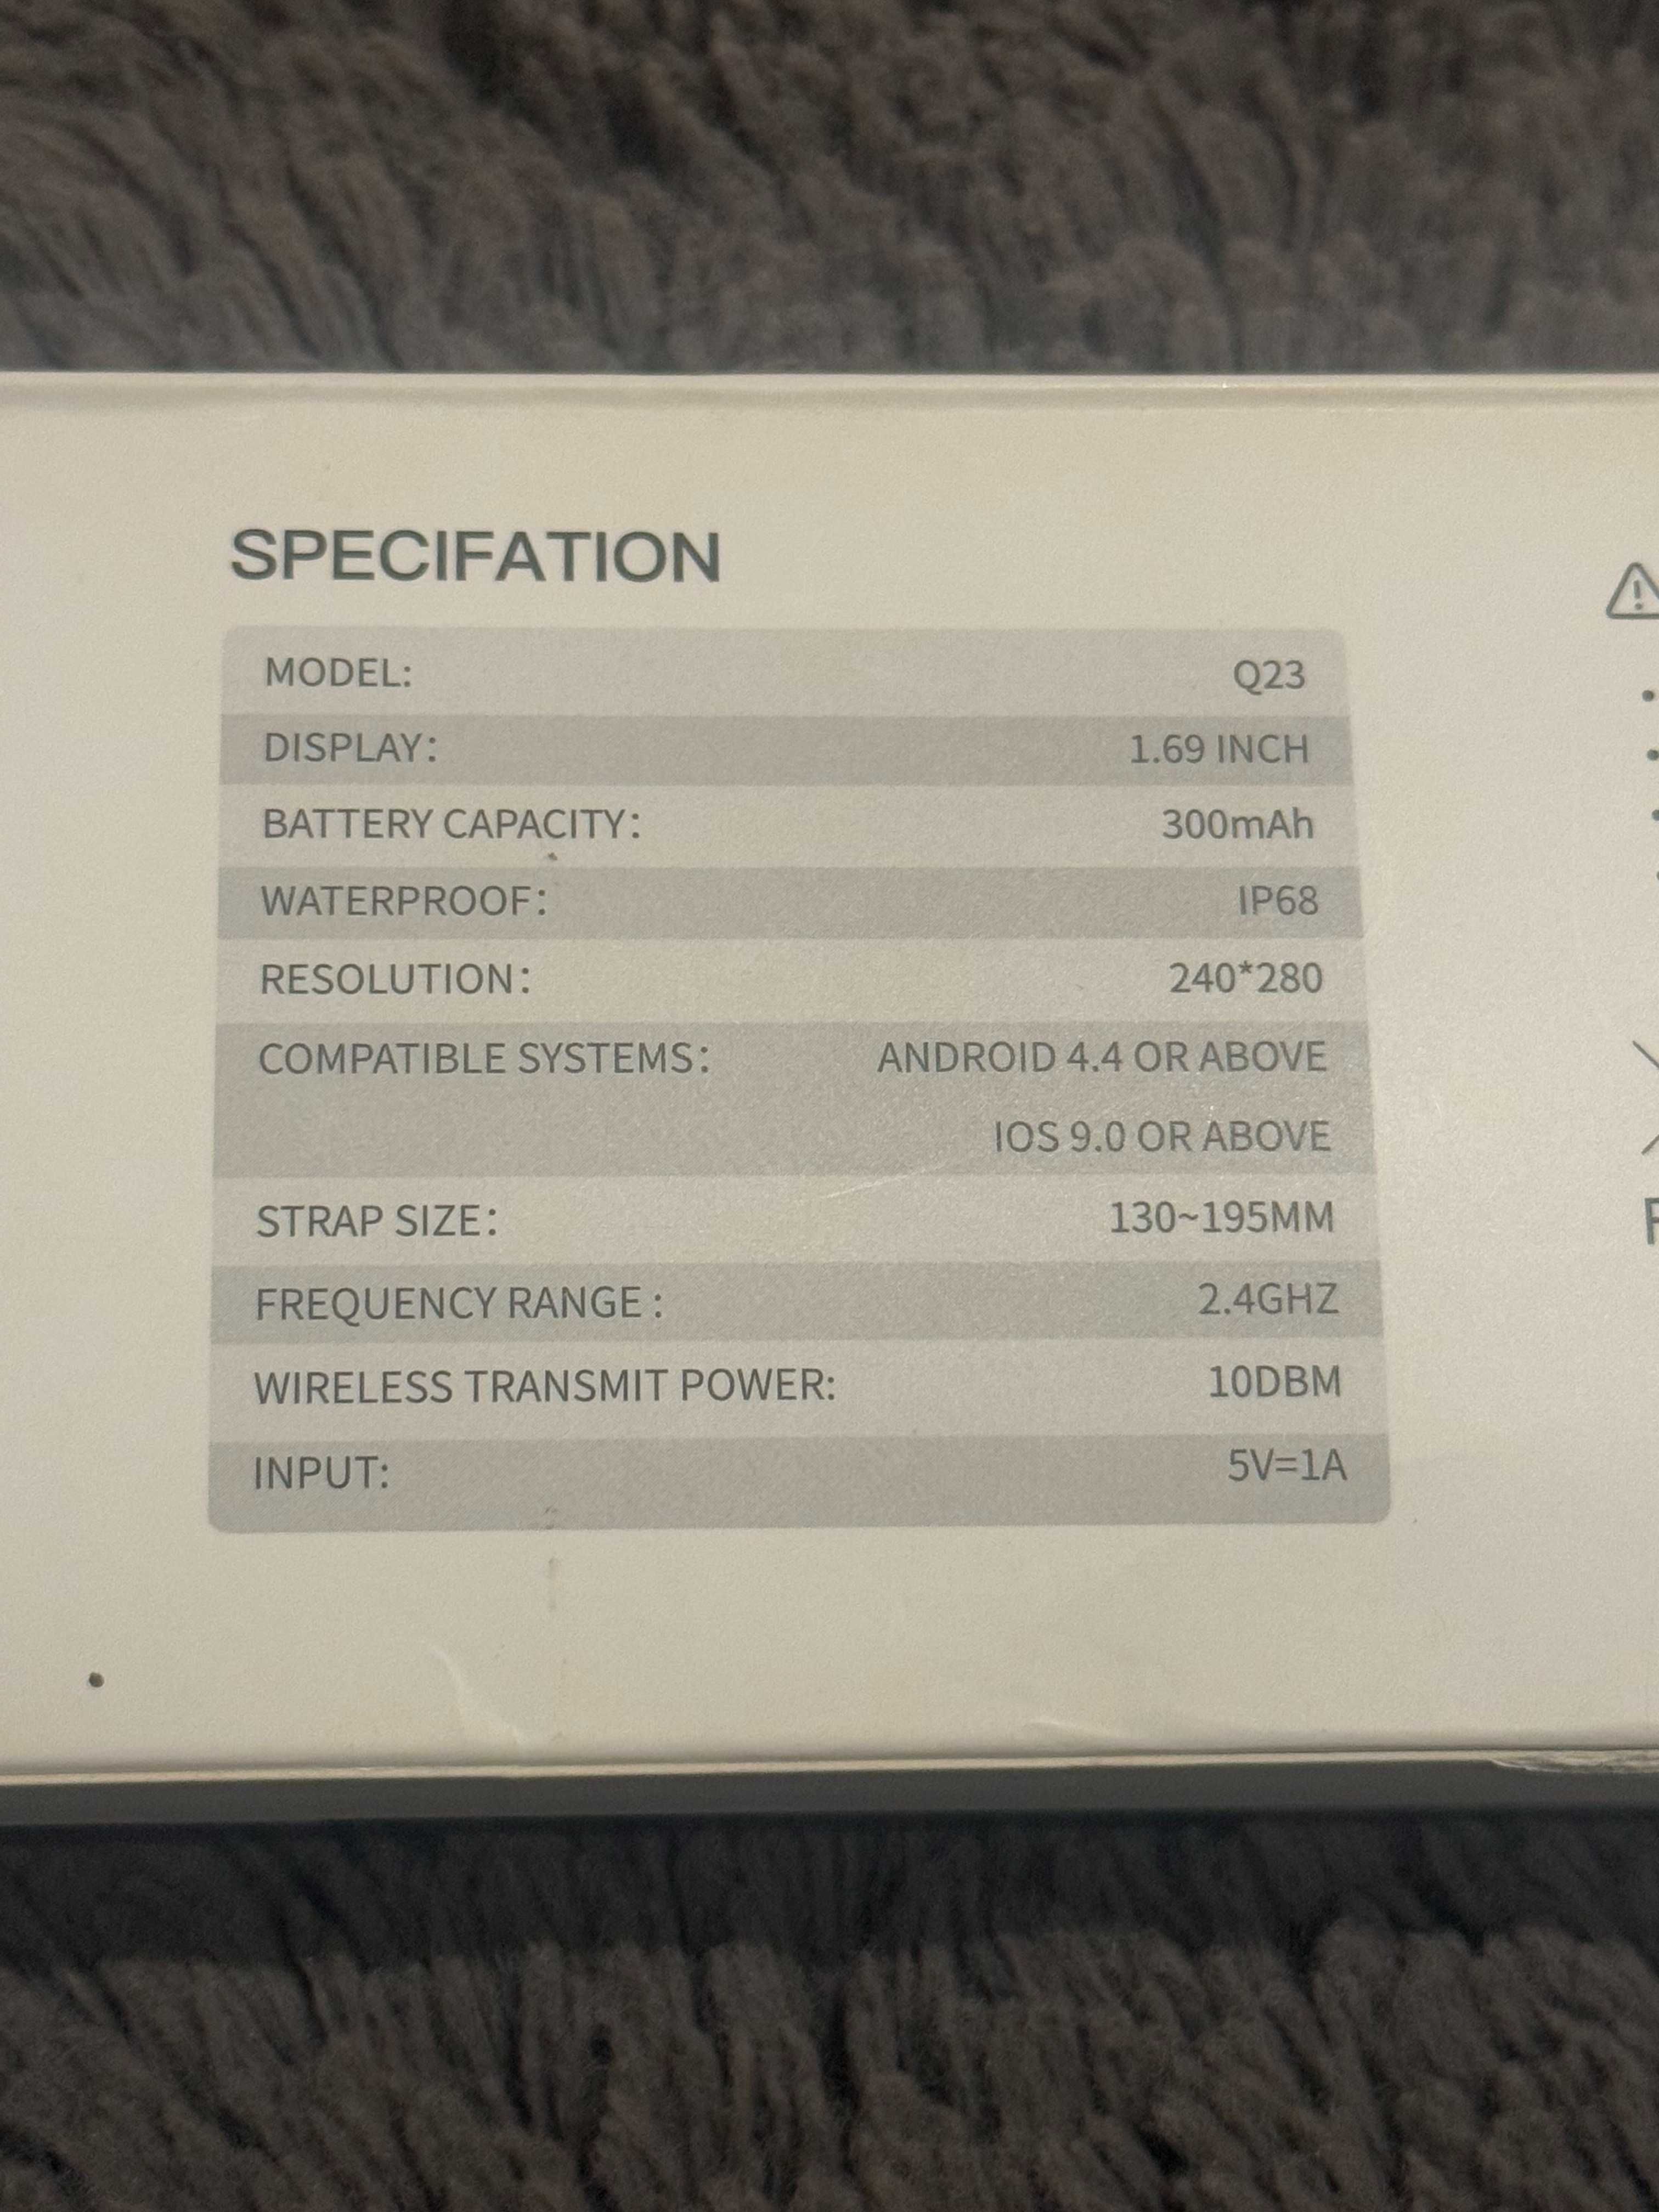 SPECIFATION
MODEL: Q23
DISPLAY: 1.69 INCH
BATTERY CAPACITY: 300mAh
WATERPROOF: IP68
RESOLUTION: 240*280
COMPATIBLE SYSTEMS: ANDROID 4.4 OR ABOVE
IOS 9.0 OR ABOVE
STRAP SIZE: 130~195MM
FREQUENCY RANGE : 2.4GHZ
WIRELESS TRANSMIT POWER: 10DBM
INPUT: 5V=1A